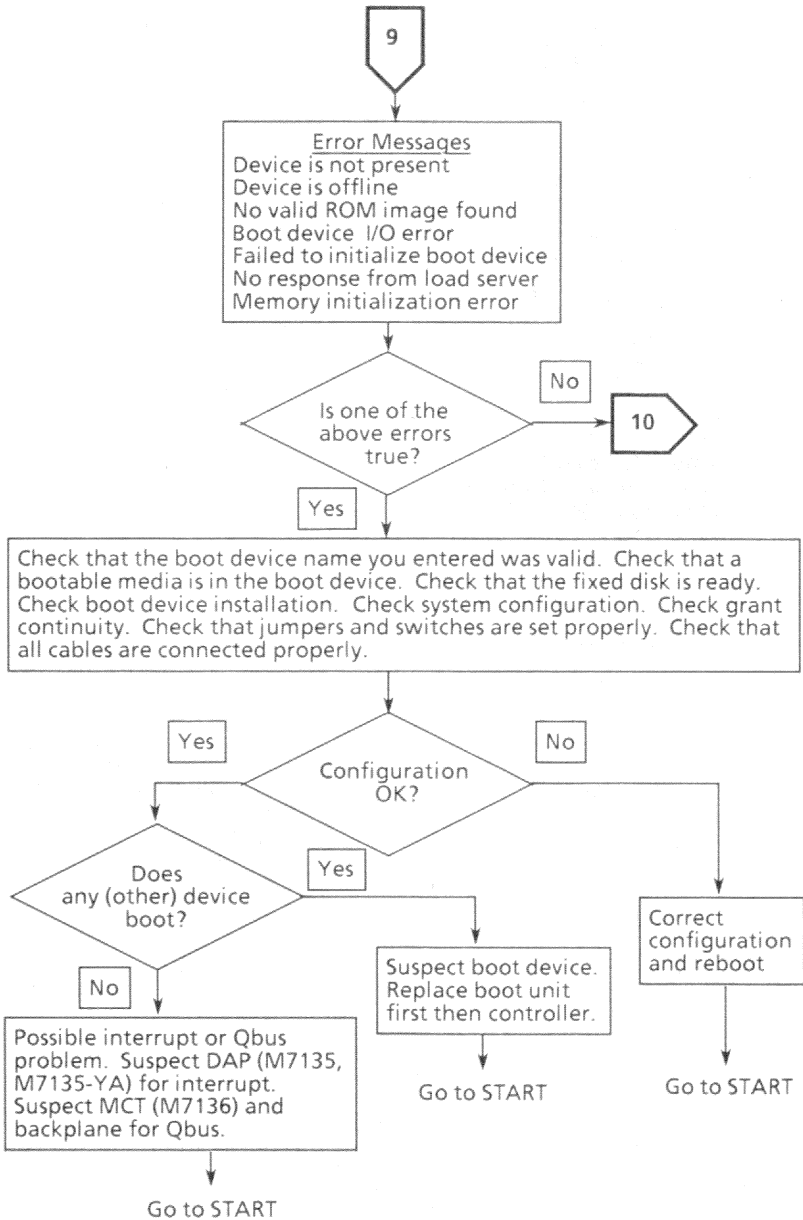 9
Error Messages
Device is not present
Device is offline
No valid ROM image found
Boot device I/O error
Failed to initialize boot device
No response from load server
Memory initialization error
Is one of the
above errors
true?
No
10
Yes
Check that the boot device name you entered was valid. Check that a
bootable media is in the boot device. Check that the fixed disk is ready.
Check boot device installation. Check system configuration. Check grant
continuity. Check that jumpers and switches are set properly. Check that
all cables are connected properly.
Yes
Configuration
OK?
No
Does
any (other) device
boot?
Yes
Correct
configuration
and reboot
Suspect boot device.
Replace boot unit
first then controller.
No
Possible interrupt or Qbus
problem. Suspect DAP (M7135,
M7135-YA) for interrupt.
Suspect MCT (M7136) and
backplane for Qbus.
Go to START
Go to START
Go to START